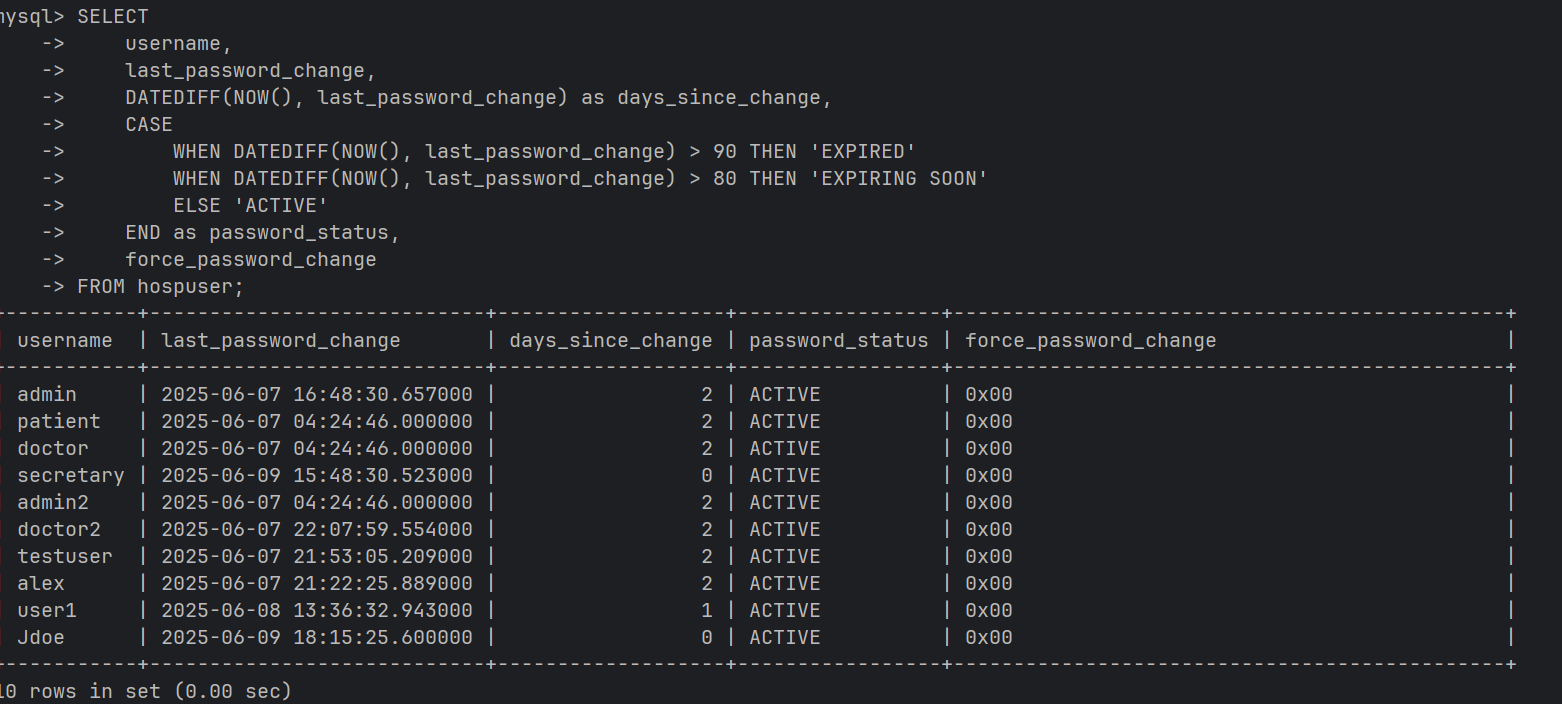 mysql> SELECT
    ->     username,
    ->     last_password_change,
    ->     DATEDIFF(NOW(), last_password_change) as days_since_change,
    ->     CASE
    ->         WHEN DATEDIFF(NOW(), last_password_change) > 90 THEN 'EXPIRED'
    ->         WHEN DATEDIFF(NOW(), last_password_change) > 80 THEN 'EXPIRING SOON'
    ->         ELSE 'ACTIVE'
    ->     END as password_status,
    ->     force_password_change
    -> FROM hospuser;
------------+----------------------------+-------------------+-----------------+----------------------------------------------+
| username  | last_password_change       | days_since_change | password_status | force_password_change                        |
------------+----------------------------+-------------------+-----------------+----------------------------------------------+
| admin     | 2025-06-07 16:48:30.657000 |                 2 | ACTIVE          | 0x00                                         |
| patient   | 2025-06-07 04:24:46.000000 |                 2 | ACTIVE          | 0x00                                         |
| doctor    | 2025-06-07 04:24:46.000000 |                 2 | ACTIVE          | 0x00                                         |
| secretary | 2025-06-09 15:48:30.523000 |                 0 | ACTIVE          | 0x00                                         |
| admin2    | 2025-06-07 04:24:46.000000 |                 2 | ACTIVE          | 0x00                                         |
| doctor2   | 2025-06-07 22:07:59.554000 |                 2 | ACTIVE          | 0x00                                         |
| testuser  | 2025-06-07 21:53:05.209000 |                 2 | ACTIVE          | 0x00                                         |
| alex      | 2025-06-07 21:22:25.889000 |                 2 | ACTIVE          | 0x00                                         |
| user1     | 2025-06-08 13:36:32.943000 |                 1 | ACTIVE          | 0x00                                         |
| Jdoe      | 2025-06-09 18:15:25.600000 |                 0 | ACTIVE          | 0x00                                         |
------------+----------------------------+-------------------+-----------------+----------------------------------------------+
10 rows in set (0.00 sec)